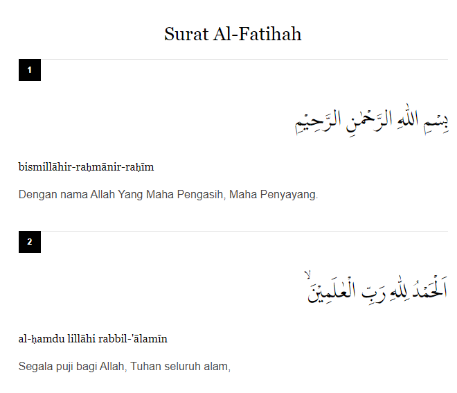 Surat Al-Fatihah
1
بِسْمِ اللّٰهِ الرَّحْمٰنِ الرَّحِيْمِ
bismillāhir-raḥmānir-raḥīm
Dengan nama Allah Yang Maha Pengasih, Maha Penyayang.
2
اَلْحَمْدُ لِلّٰهِ رَبِّ الْعٰلَمِيْنَۙ
al-ḥamdu lillāhi rabbil-'ālamīn
Segala puji bagi Allah, Tuhan seluruh alam,